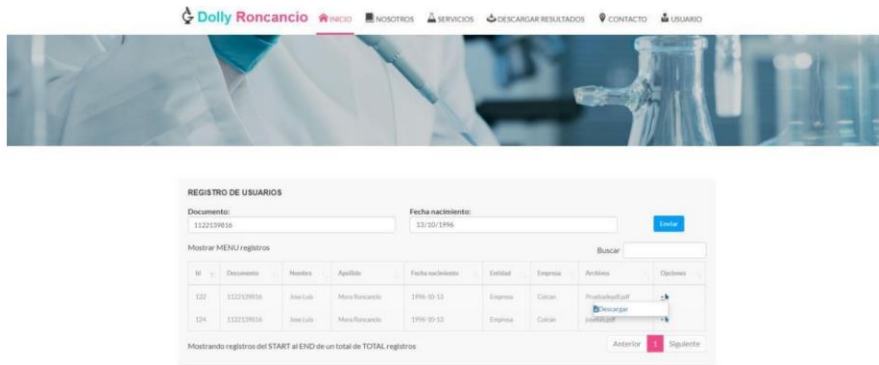 Dolly Roncancio INICIO NOSOTROS SERVICIOS DESCARGAR RESULTADOS CONTACTO USUARIO
REGISTRO DE USUARIOS
Documento: Fecha nacimiento:
1122139816 13/10/1996 Enviar
Mostrar MENU registros Buscar
Id Documento Nombre Apellido Fecha nacimiento Entidad Empresa Archivos Opciones
122 1122139816 Jose Luis Mora Roncancio 1996-10-13 Empresa Colcan
Descargar
124 1122139816 Jose Luis Mora Roncancio 1996-10-13 Empresa Colcan
Mostrando registros del START al END de un total de TOTAL registros Anterior 1 Siguiente